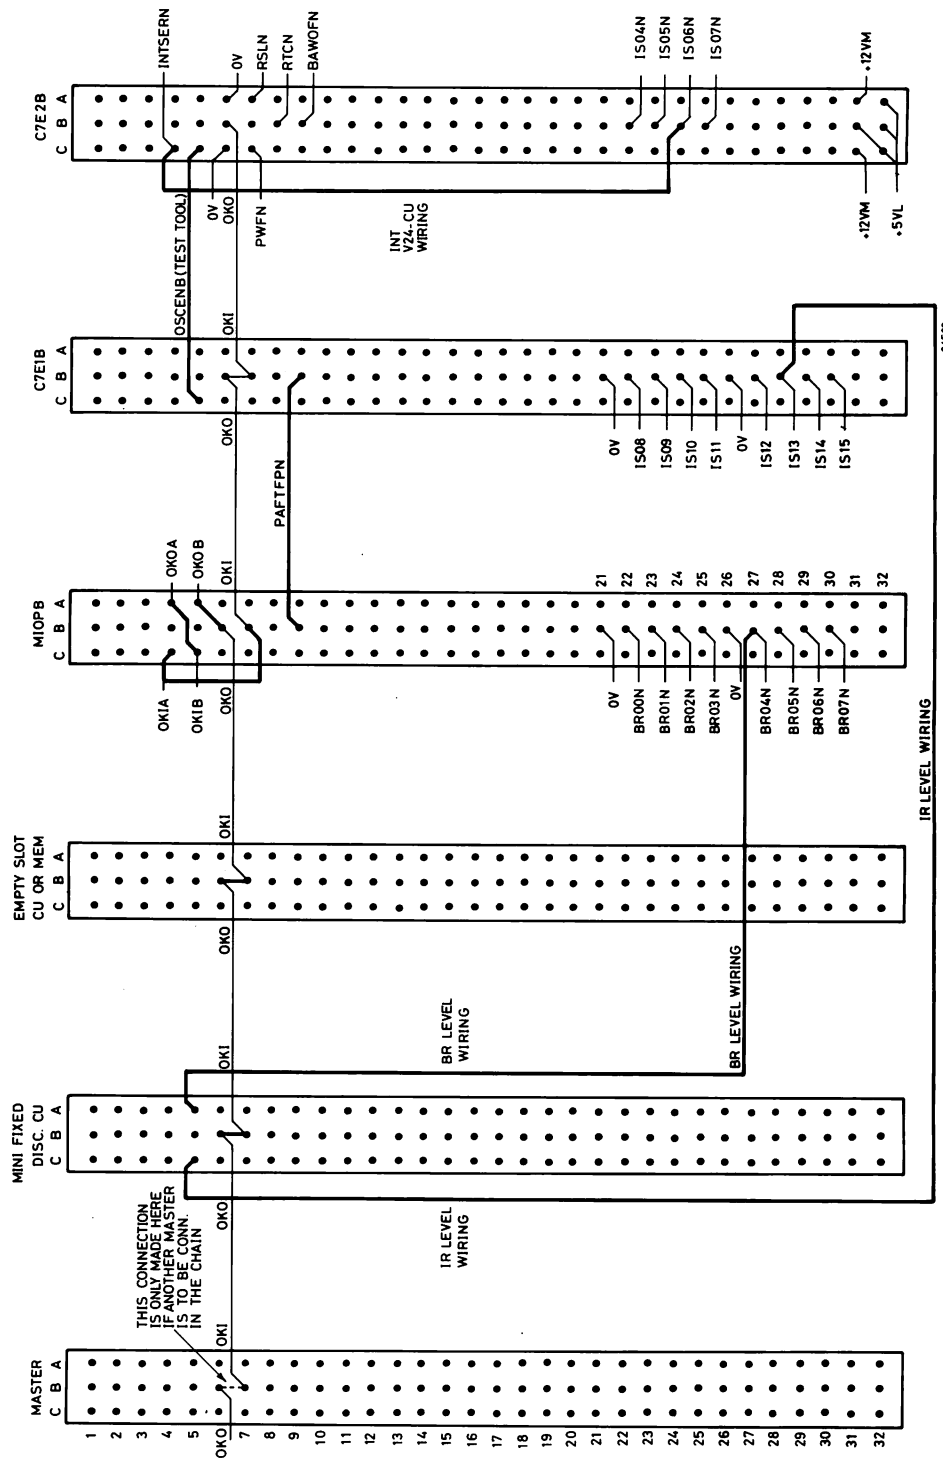 C7E2B
C B A
INTSERN
0V
RSLN
RTCN
BAWOFN
IS04N
IS05N
IS06N
IS07N
+12VM
+12VM
+5VL
0V
OKO
PWFN
INT
V24-CU
WIRING
OSCENB (TEST TOOL)
C7E1B
C B A
OKI
OKO
0V
IS08
IS09
IS10
IS11
0V
IS12
IS13
IS14
IS15
PAFTFPN
MIOPB
C B A
OKOA
OKOB
OKI
OKIA
OKIB
OKO
21
22
23
24
25
26
27
28
29
30
31
32
0V
BR00N
BR01N
BR02N
BR03N
0V
BR04N
BR05N
BR06N
BR07N
IR LEVEL WIRING
EMPTY SLOT
CU OR MEM
C B A
OKI
OKO
BR LEVEL
WIRING
BR LEVEL WIRING
MINI FIXED
DISC. CU
C B A
OKI
OKO
IR LEVEL
WIRING
THIS CONNECTION
IS ONLY MADE HERE
IF ANOTHER MASTER
IS TO BE CONN.
IN THE CHAIN
MASTER
C B A
OKI
OKO
1
2
3
4
5
6
7
8
9
10
11
12
13
14
15
16
17
18
19
20
21
22
23
24
25
26
27
28
29
30
31
32